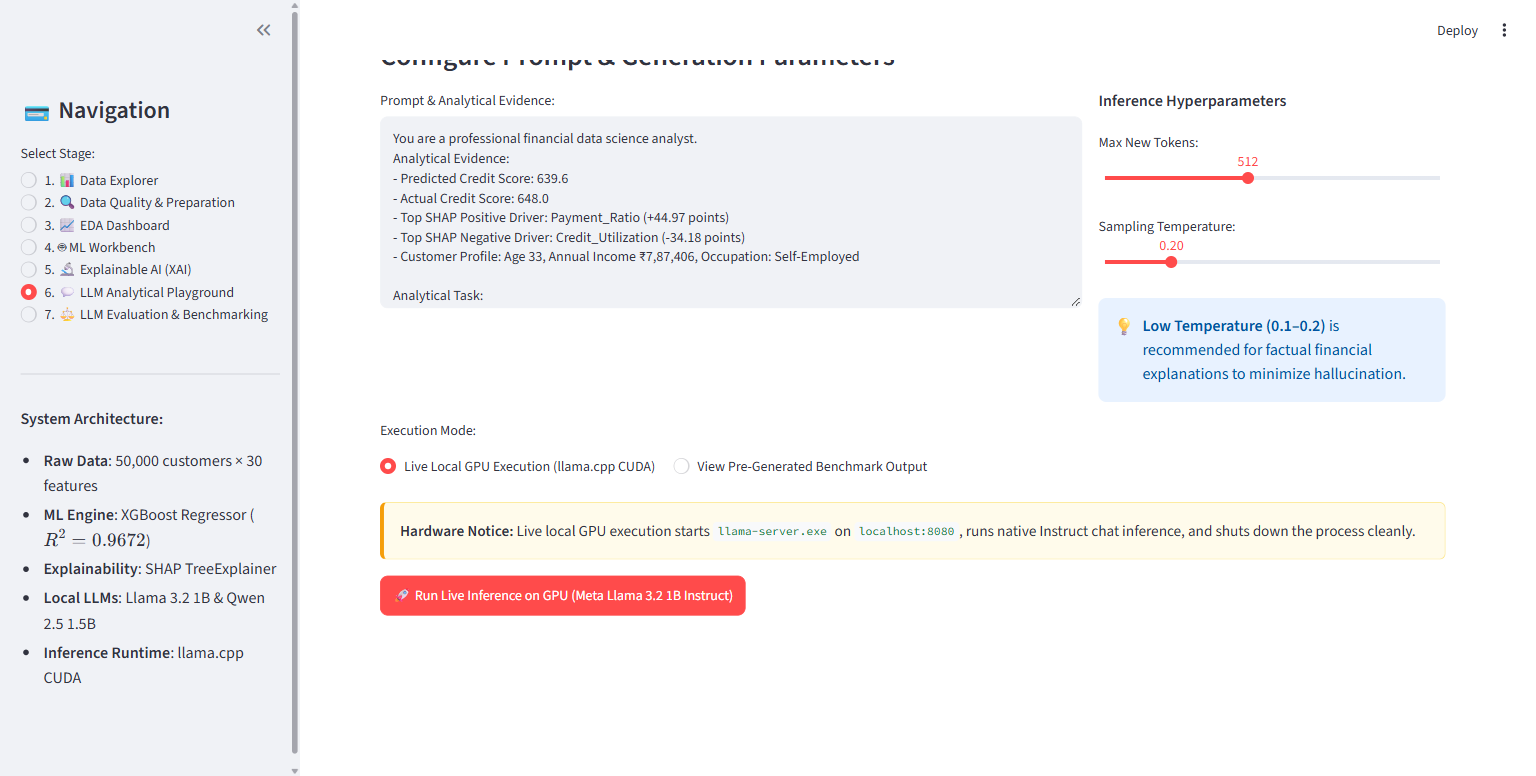 Deploy
Navigation
Select Stage:
1. 📊 Data Explorer
2. 🔍 Data Quality & Preparation
3. 📈 EDA Dashboard
4. 🤖 ML Workbench
5. 🔬 Explainable AI (XAI)
6. 💬 LLM Analytical Playground
7. ⚖️ LLM Evaluation & Benchmarking
System Architecture:
• Raw Data: 50,000 customers × 30
features
• ML Engine: XGBoost Regressor (
R² = 0.9672)
• Explainability: SHAP TreeExplainer
• Local LLMs: Llama 3.2 1B & Qwen
2.5 1.5B
• Inference Runtime: llama.cpp
CUDA
Configure Prompt & Generation Parameters
Prompt & Analytical Evidence:
You are a professional financial data science analyst.
Analytical Evidence:
- Predicted Credit Score: 639.6
- Actual Credit Score: 648.0
- Top SHAP Positive Driver: Payment_Ratio (+44.97 points)
- Top SHAP Negative Driver: Credit_Utilization (-34.18 points)
- Customer Profile: Age 33, Annual Income ₹7,87,406, Occupation: Self-Employed
Analytical Task:
Inference Hyperparameters
Max New Tokens:
512
Sampling Temperature:
0.20
Low Temperature (0.1–0.2) is
recommended for factual financial
explanations to minimize hallucination.
Execution Mode:
Live Local GPU Execution (llama.cpp CUDA)
View Pre-Generated Benchmark Output
Hardware Notice: Live local GPU execution starts llama-server.exe on localhost:8080 , runs native Instruct chat inference, and shuts down the process cleanly.
🚀 Run Live Inference on GPU (Meta Llama 3.2 1B Instruct)